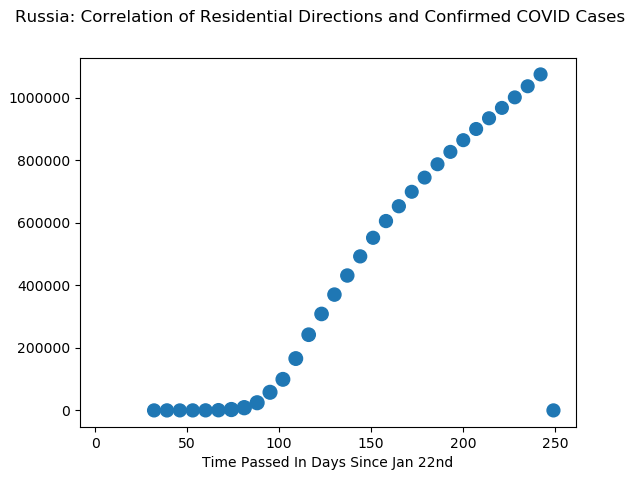 Russia: Correlation of Residential Directions and Confirmed COVID Cases
1000000
800000
600000
400000
200000
0
0 50 100 150 200 250
Time Passed In Days Since Jan 22nd